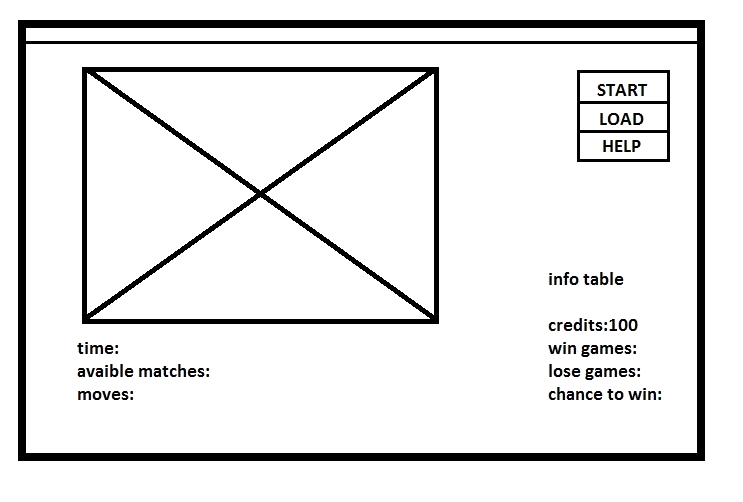 START
LOAD
HELP
info table
credits:100
time:
win games:
avaible matches:
lose games:
moves:
chance to win: